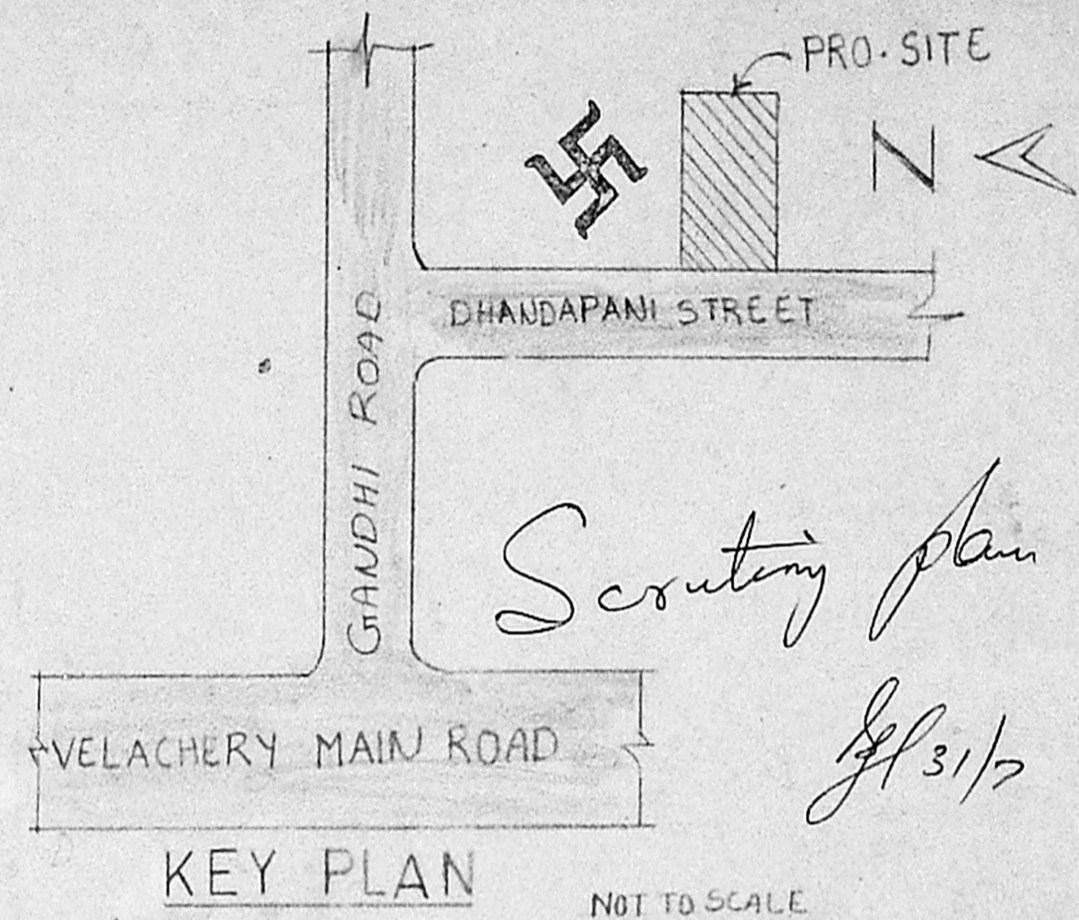 PRO. SITE
N
DHANDAPANI STREET
GANDHI ROAD
Scrutiny plan
31/7
VELACHERY MAIN ROAD
KEY PLAN
NOT TO SCALE